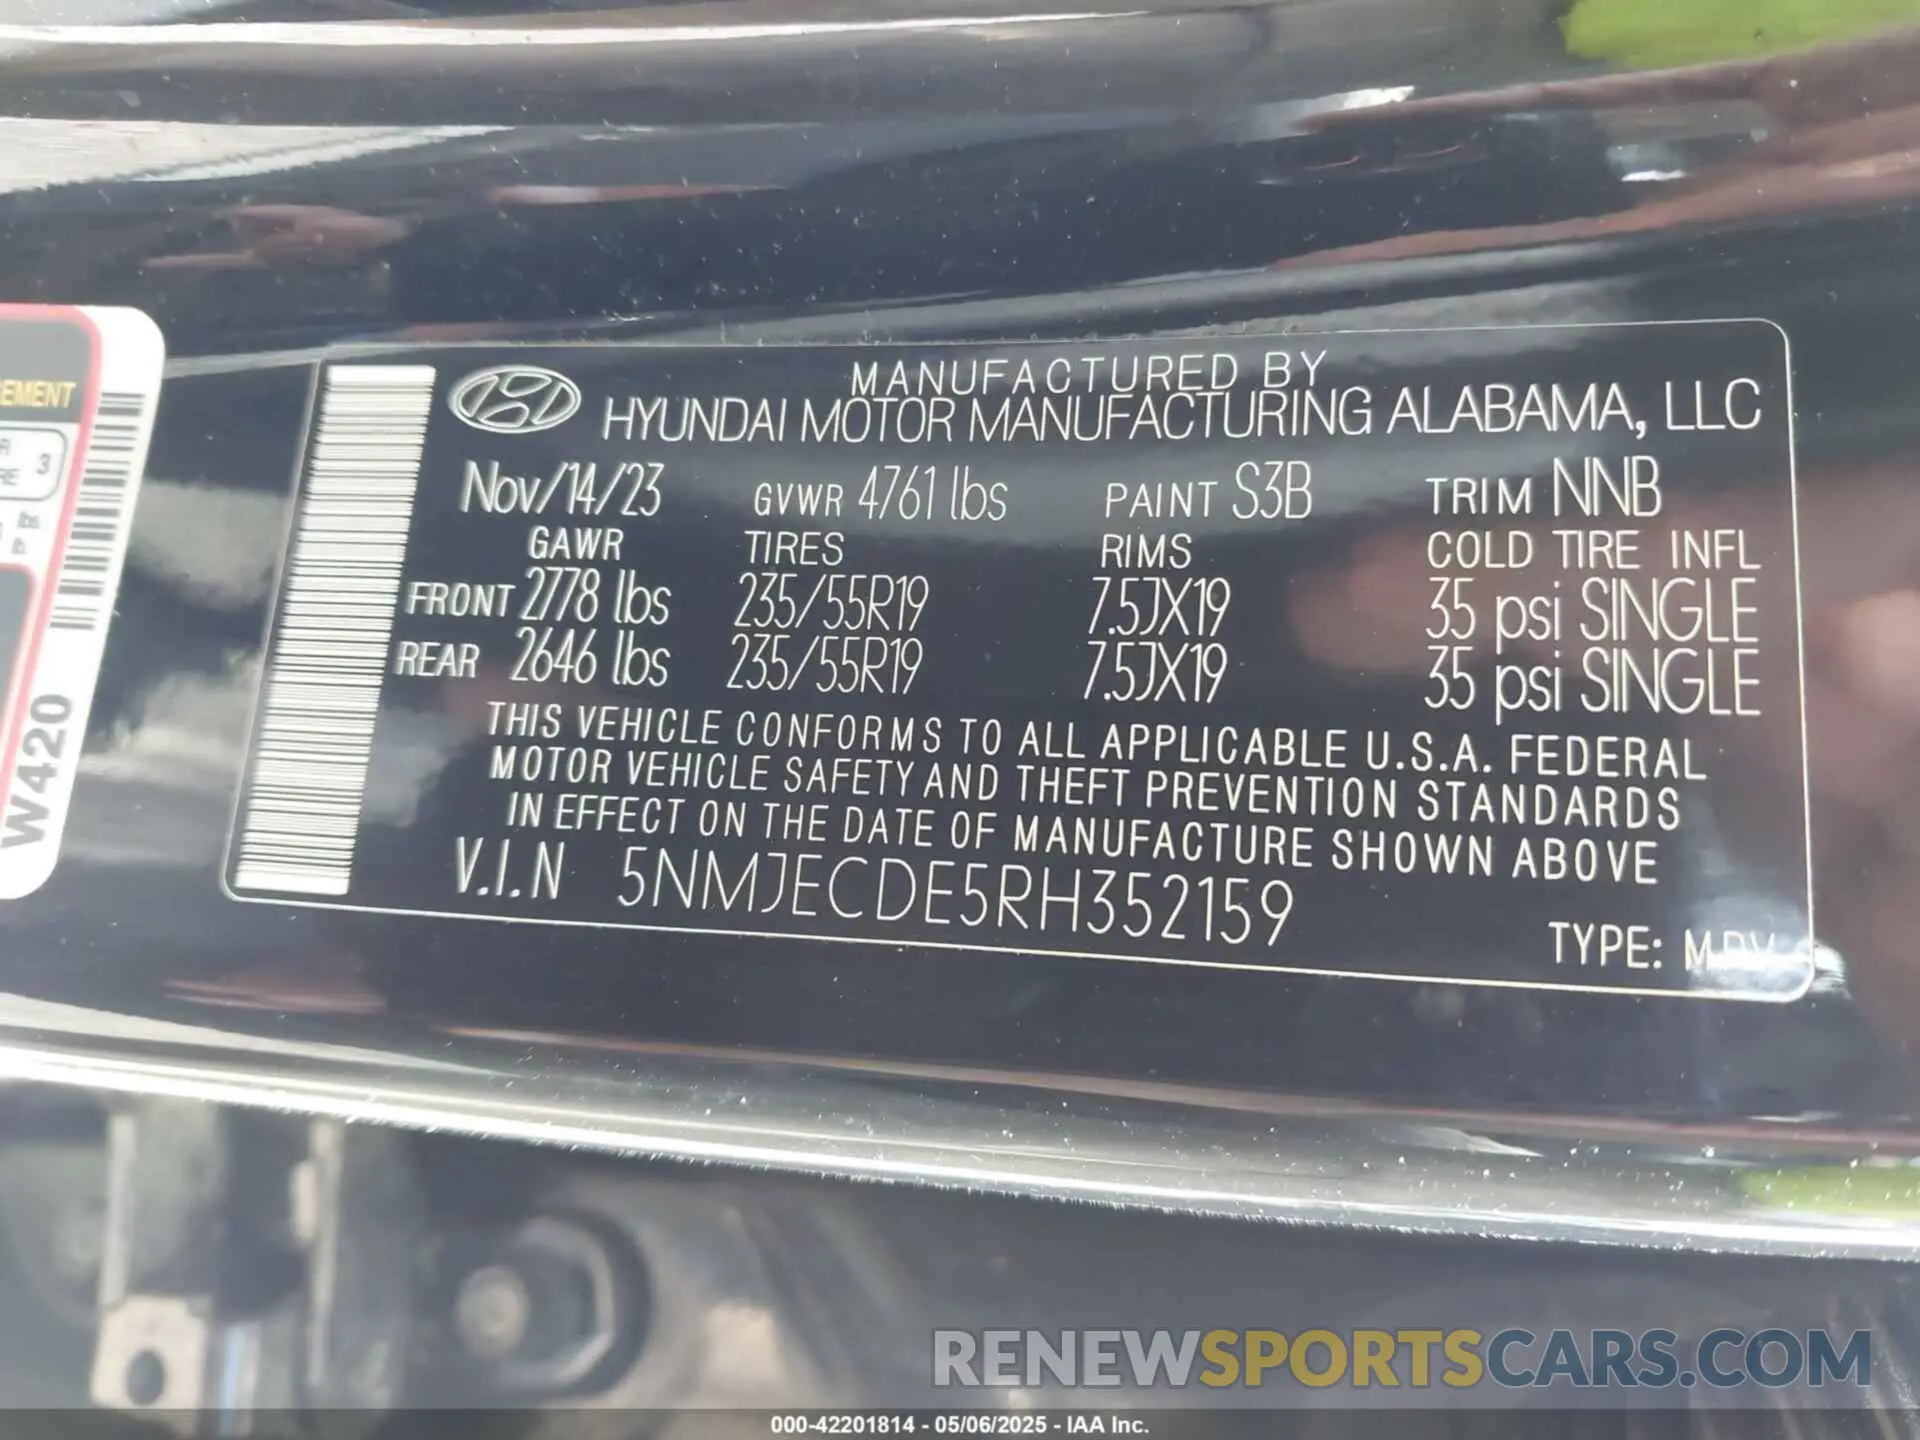 MANUFACTURED BY
HYUNDAI MOTOR MANUFACTURING ALABAMA, LLC
Nov/14/23 GVWR 4761 lbs PAINT S3B TRIM NNB
GAWR TIRES RIMS COLD TIRE INFL
FRONT 2778 lbs 235/55R19 7.5JX19 35 psi SINGLE
REAR 2646 lbs 235/55R19 7.5JX19 35 psi SINGLE
THIS VEHICLE CONFORMS TO ALL APPLICABLE U.S.A. FEDERAL
MOTOR VEHICLE SAFETY AND THEFT PREVENTION STANDARDS
IN EFFECT ON THE DATE OF MANUFACTURE SHOWN ABOVE
V.I.N 5NMJECDE5RH352159
TYPE: M.P.V
EMENT
3
lbs
W420
RENEWSPORTSCARS.COM
000-42201814 - 05/06/2025 - IAA Inc.